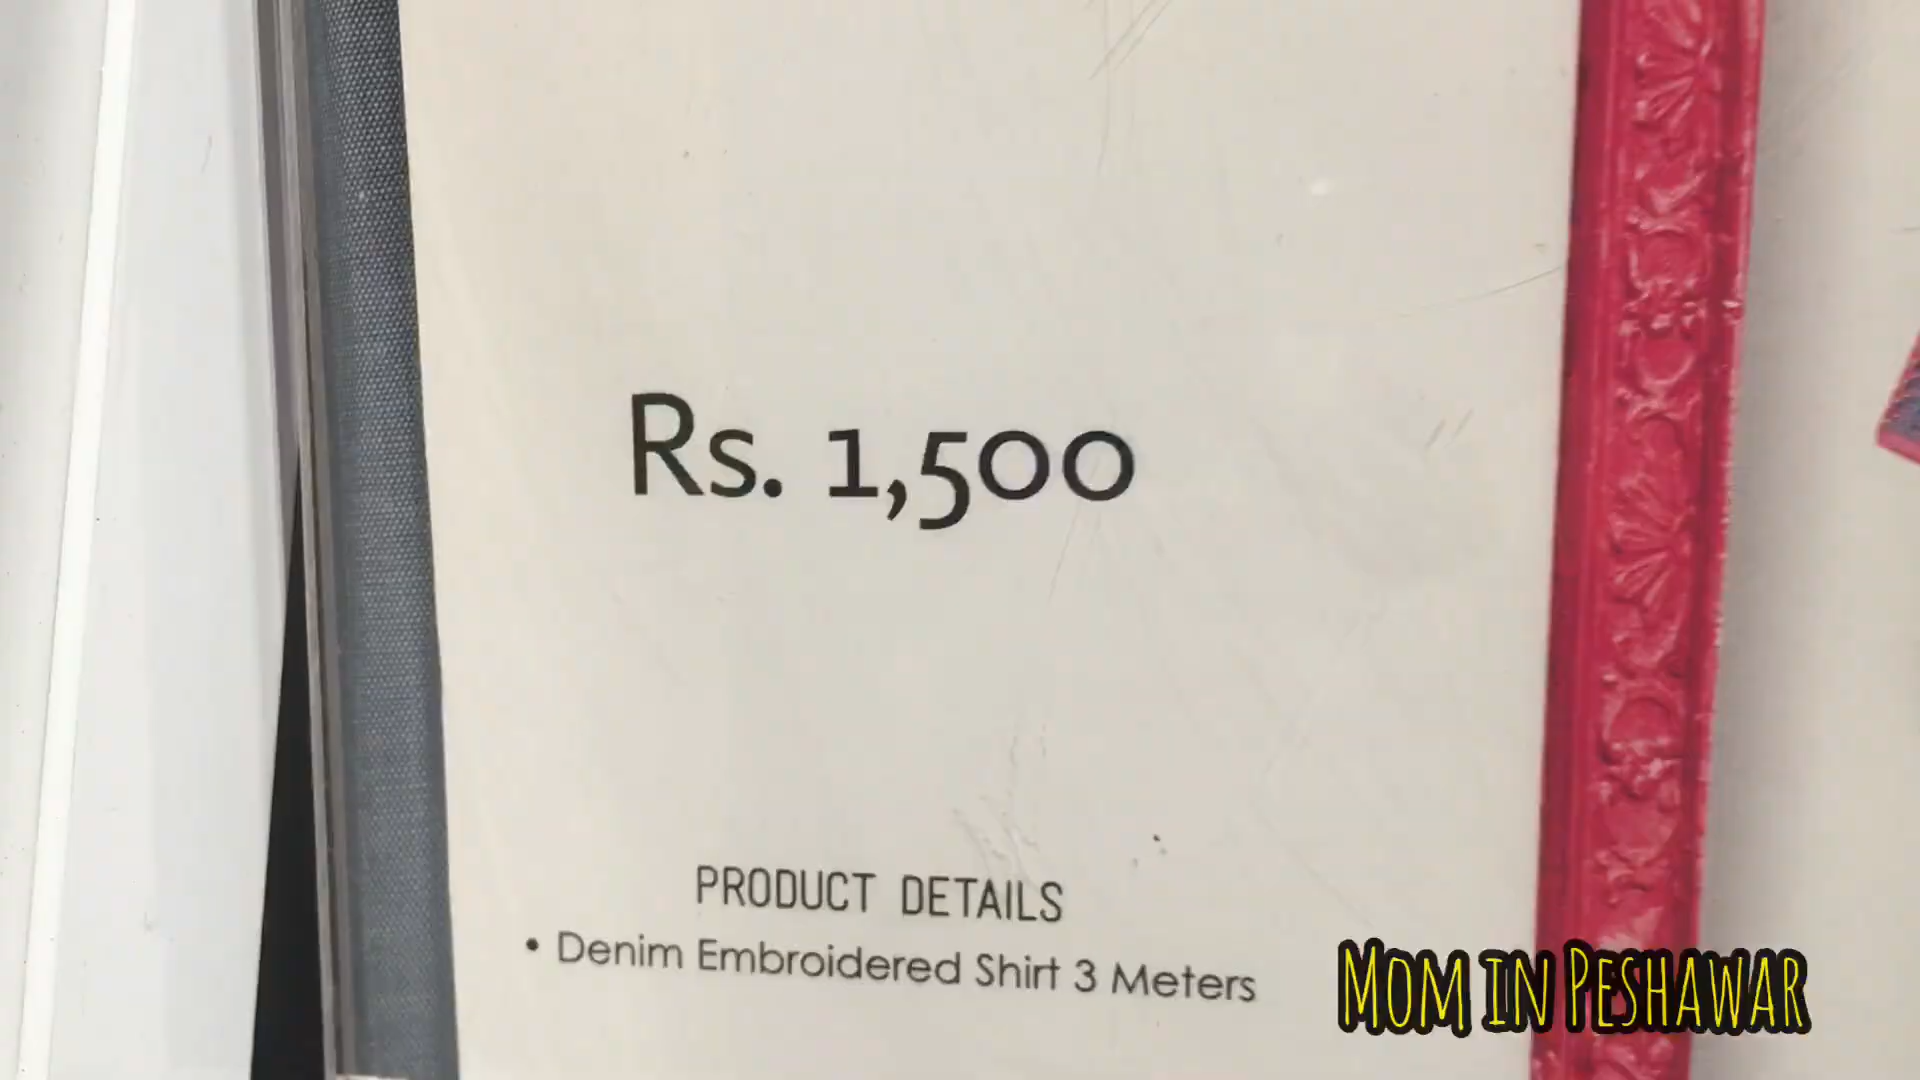 Rs. 1,500
PRODUCT DETAILS
• Denim Embroidered Shirt 3 Meters
MOM IN PESHAWAR